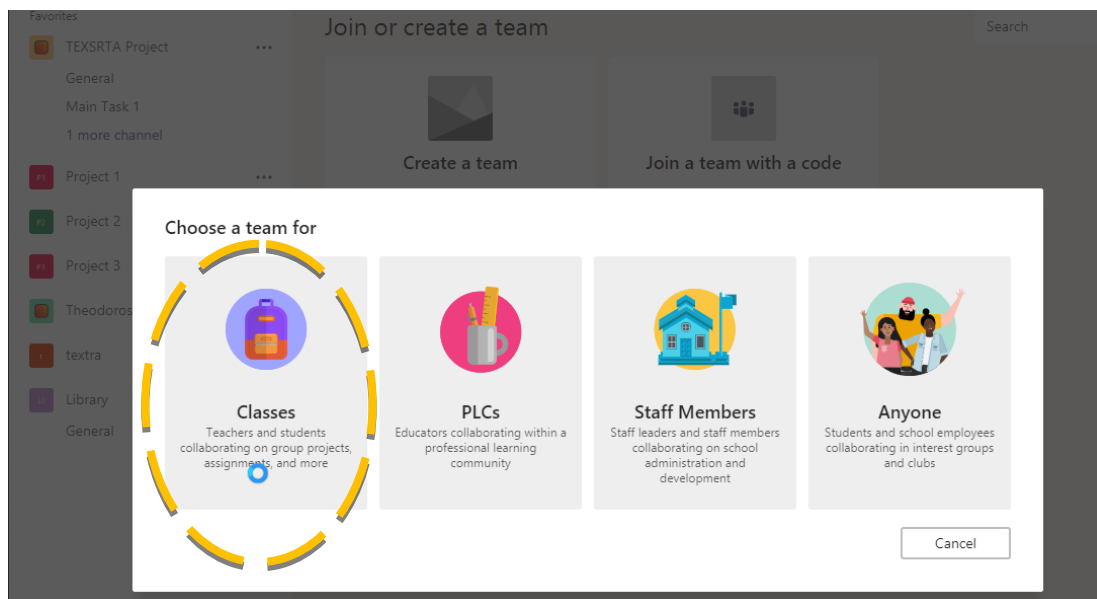 Favorites
Join or create a team
Search
TEXSRTA Project
General
Main Task 1
1 more channel
Create a team
Join a team with a code
P1
Project 1
P2
Project 2
P3
Project 3
Theodoros
t
textra
Library
General
Choose a team for
Classes
Teachers and students
collaborating on group projects,
assignments, and more
PLCs
Educators collaborating within a
professional learning
community
Staff Members
Staff leaders and staff members
collaborating on school
administration and
development
Anyone
Students and school employees
collaborating in interest groups
and clubs
Cancel